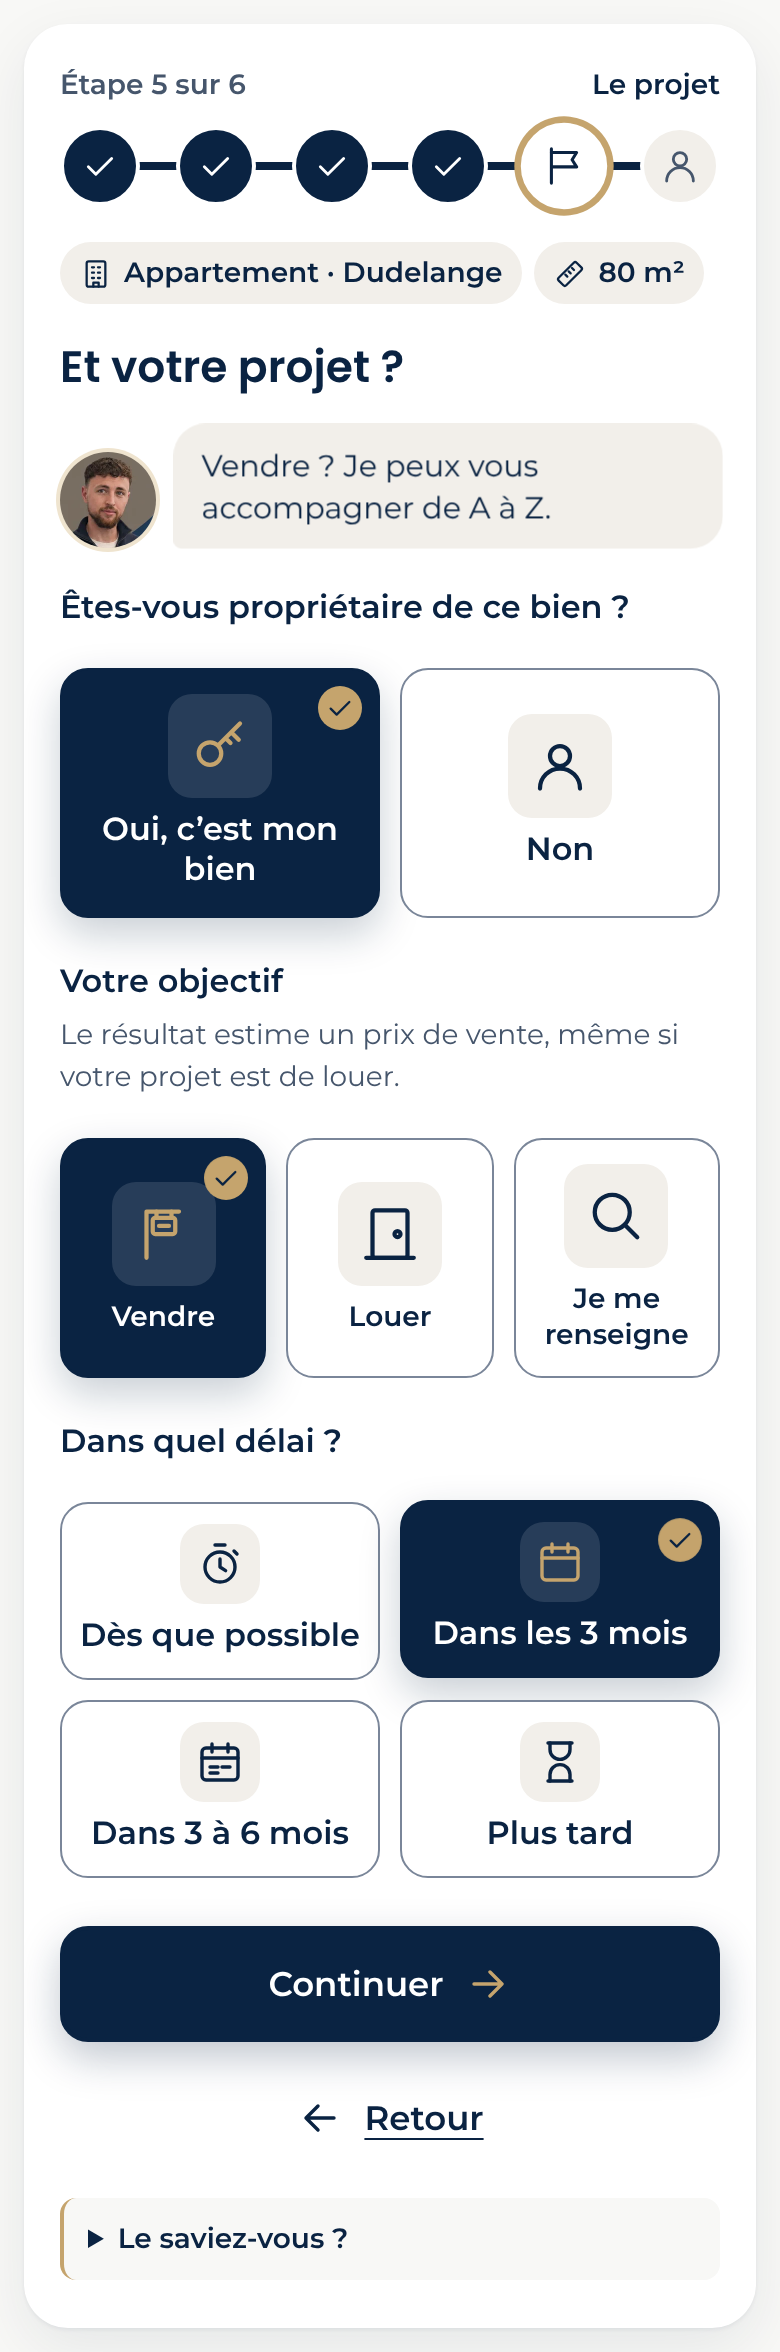 Étape 5 sur 6
Le projet
Appartement · Dudelange
80 m²
Et votre projet ?
Vendre ? Je peux vous
accompagner de A à Z.
Êtes-vous propriétaire de ce bien ?
Oui, c’est mon
bien
Non
Votre objectif
Le résultat estime un prix de vente, même si
votre projet est de louer.
Vendre
Louer
Je me
renseigne
Dans quel délai ?
Dès que possible
Dans les 3 mois
Dans 3 à 6 mois
Plus tard
Continuer
Retour
Le saviez-vous ?